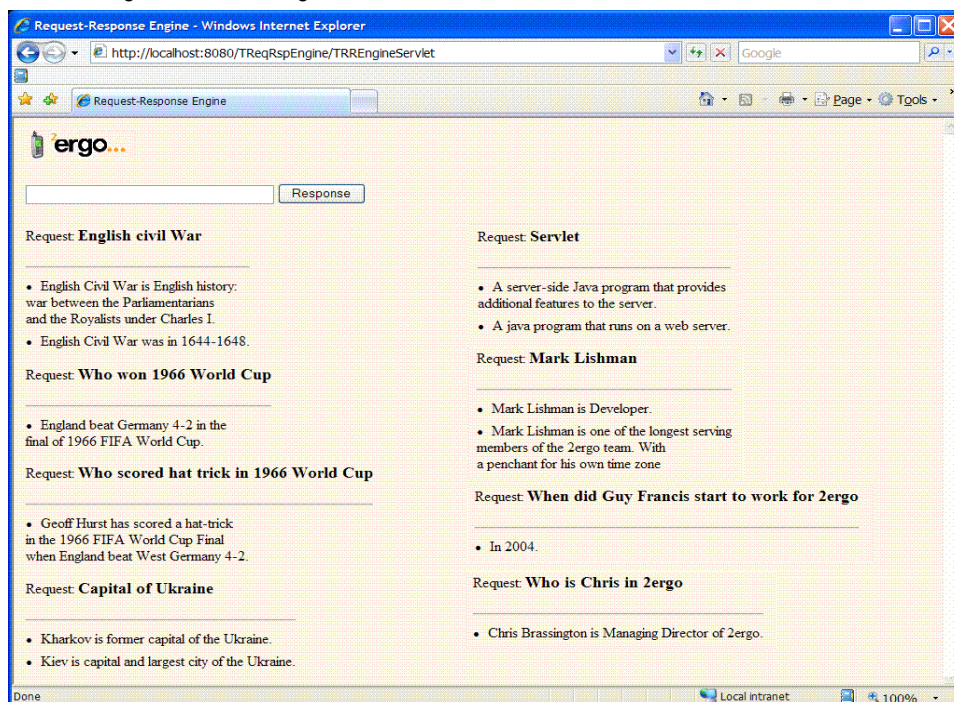 Request-Response Engine - Windows Internet Explorer
http://localhost:8080/TReqRspEngine/TRREngineServlet
Google
Request-Response Engine
Page
Tools
2ergo...
Response
Request: English civil War
• English Civil War is English history:
war between the Parliamentarians
and the Royalists under Charles I.
• English Civil War was in 1644-1648.
Request: Who won 1966 World Cup
• England beat Germany 4-2 in the
final of 1966 FIFA World Cup.
Request: Who scored hat trick in 1966 World Cup
• Geoff Hurst has scored a hat-trick
in the 1966 FIFA World Cup Final
when England beat West Germany 4-2.
Request: Capital of Ukraine
• Kharkov is former capital of the Ukraine.
• Kiev is capital and largest city of the Ukraine.
Request: Servlet
• A server-side Java program that provides
additional features to the server.
• A java program that runs on a web server.
Request: Mark Lishman
• Mark Lishman is Developer.
• Mark Lishman is one of the longest serving
members of the 2ergo team. With
a penchant for his own time zone
Request: When did Guy Francis start to work for 2ergo
• In 2004.
Request: Who is Chris in 2ergo
• Chris Brassington is Managing Director of 2ergo.
Done
Local intranet
100%